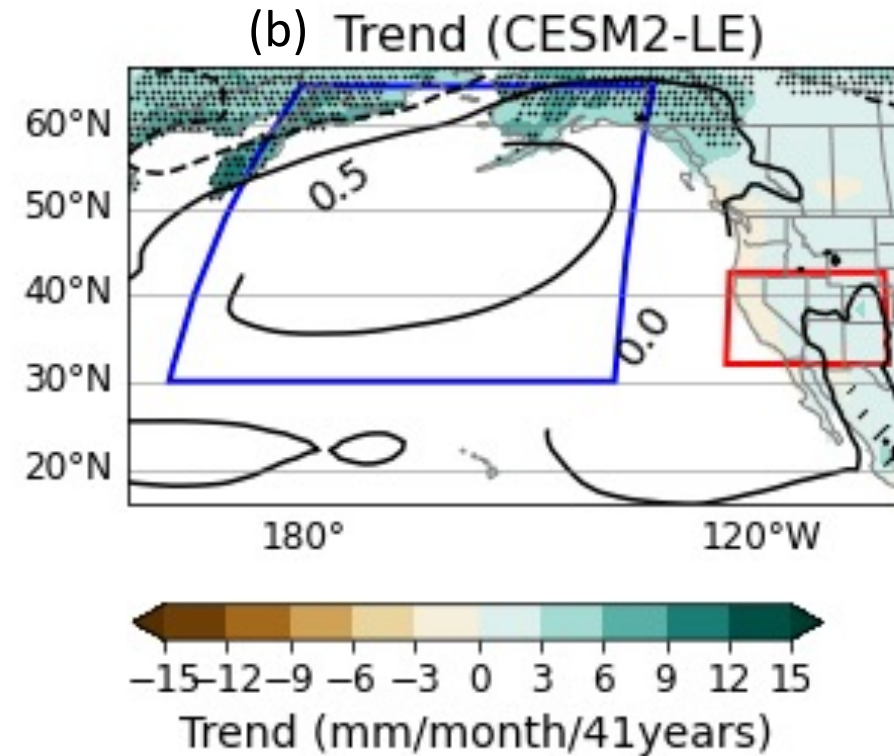 (b) Trend (CESM2-LE)
60°N
50°N
40°N
30°N
20°N
0.5
0.0
180° 120°W
−15 −12 −9 −6 −3 0 3 6 9 12 15
Trend (mm/month/41years)